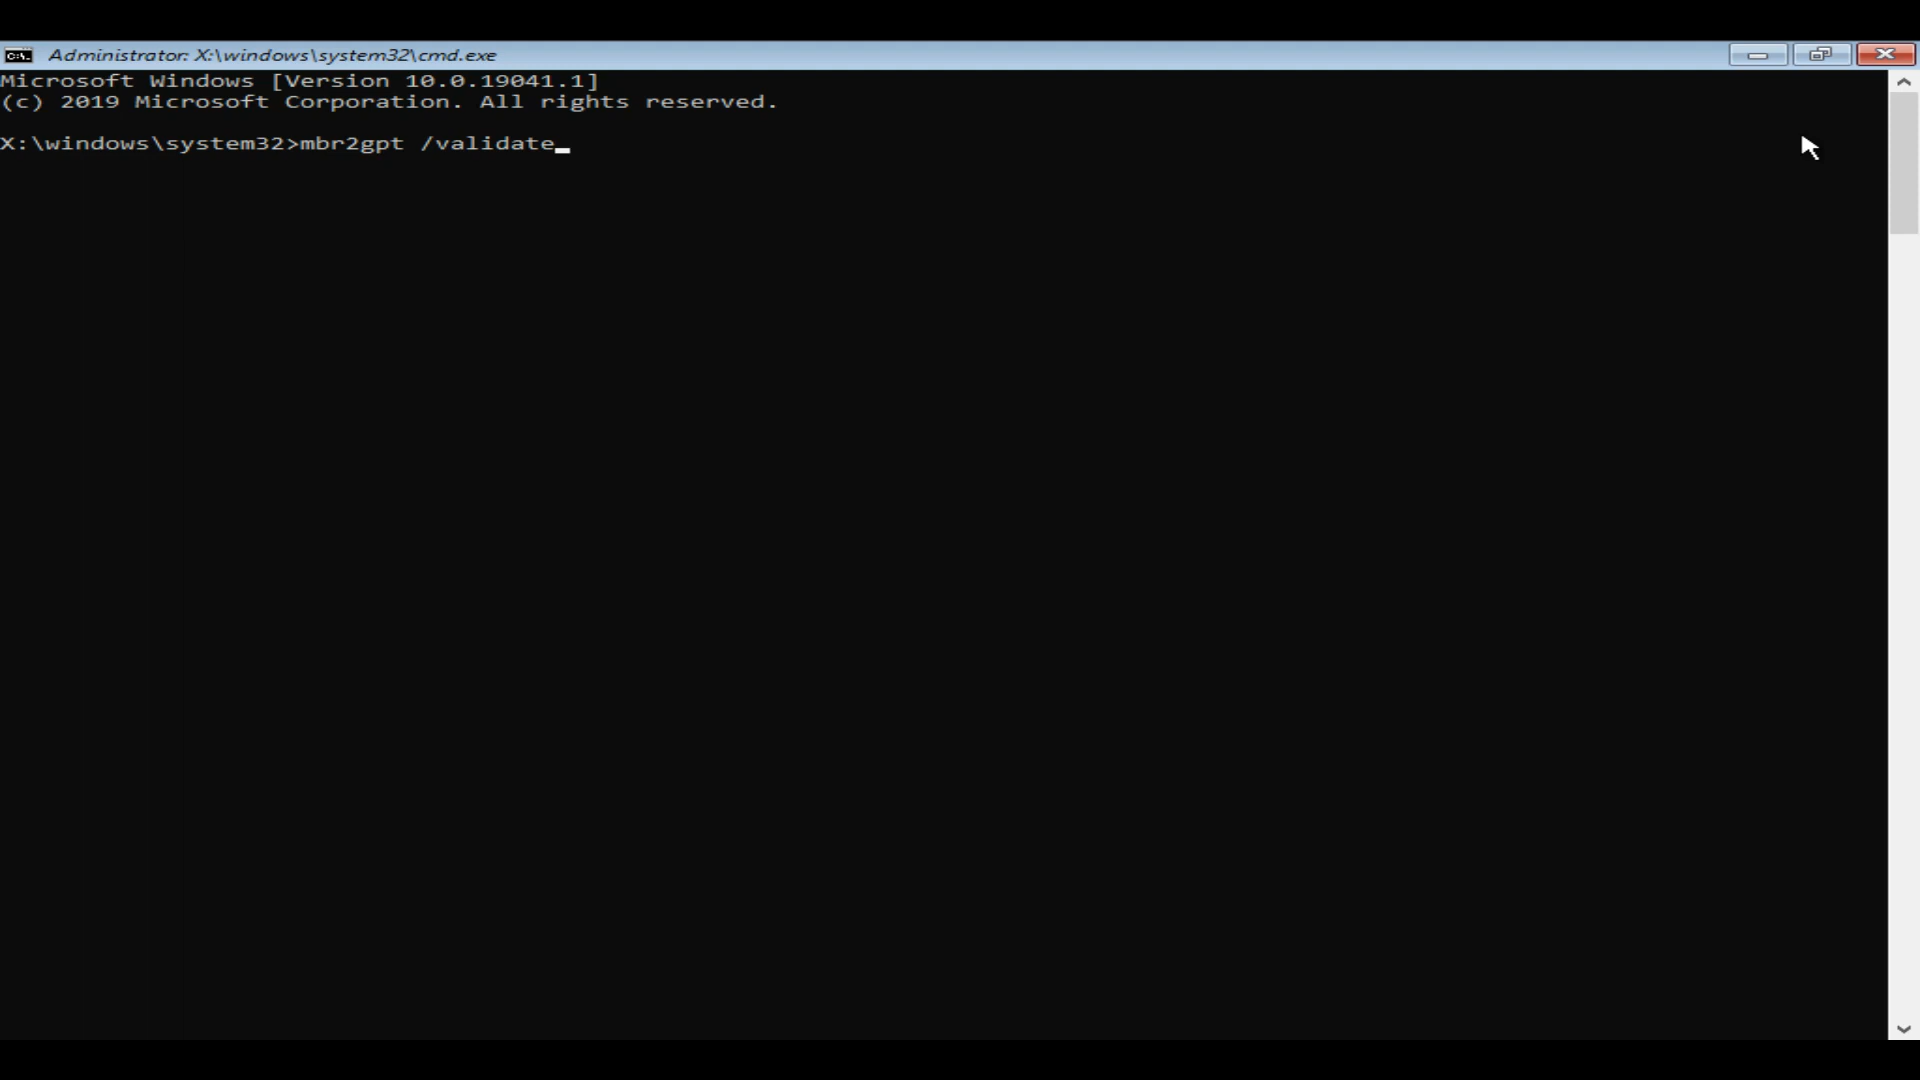 Administrator: X:\windows\system32\cmd.exe
Microsoft Windows [Version 10.0.19041.1]
(c) 2019 Microsoft Corporation. All rights reserved.
X:\windows\system32>mbr2gpt /validate